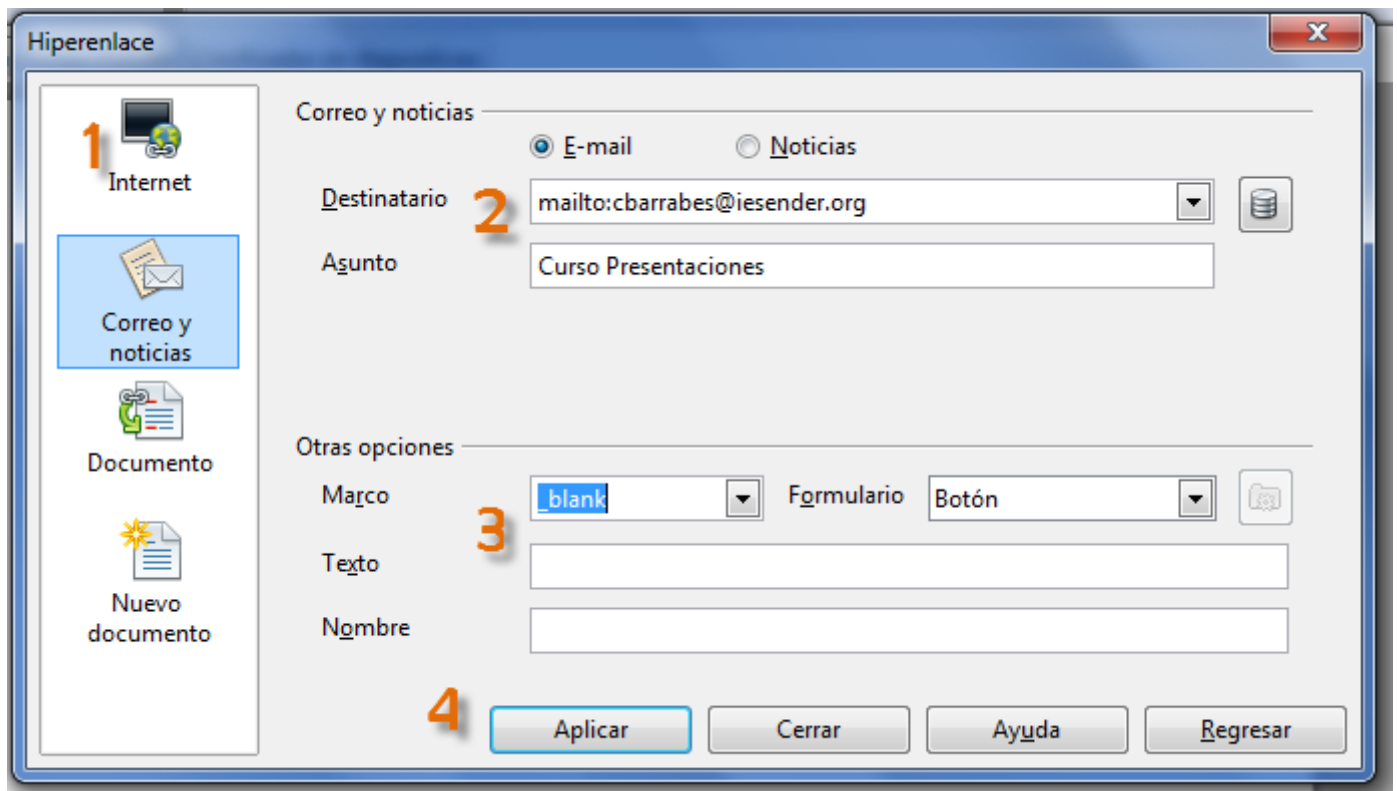 Hiperenlace
1
Internet
Correo y
noticias
Documento
Nuevo
documento
Correo y noticias
E-mail Noticias
Destinatario 2 mailto:cbarrabes@iesender.org
Asunto Curso Presentaciones
Otras opciones
Marco _blank Formulario Botón
3
Texto
Nombre
4
Aplicar Cerrar Ayuda Regresar